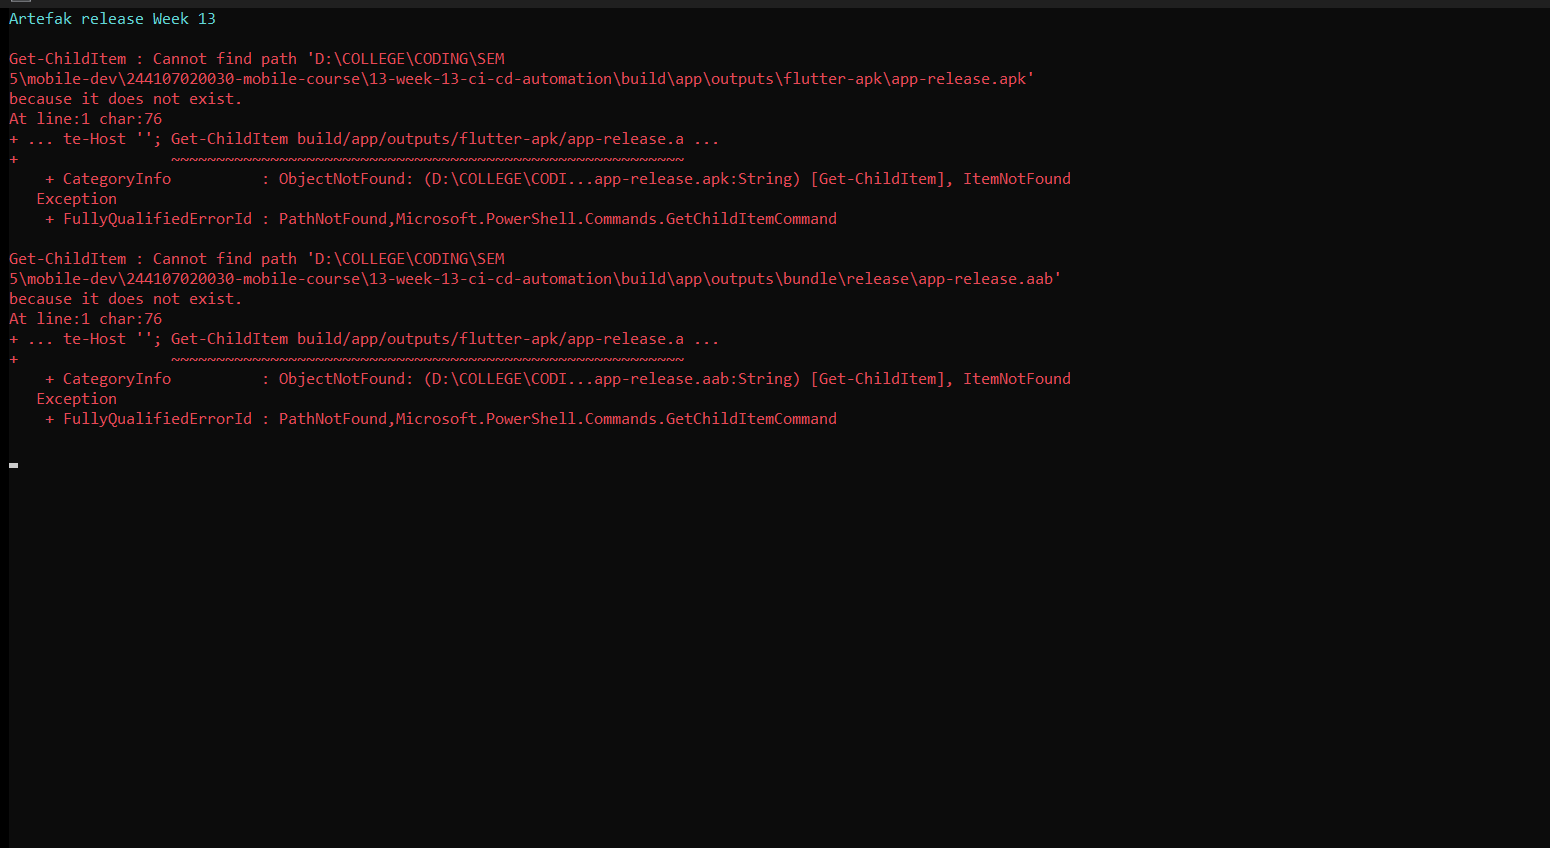 Artefak release Week 13
Get-ChildItem : Cannot find path 'D:\COLLEGE\CODING\SEM
5\mobile-dev\244107020030-mobile-course\13-week-13-ci-cd-automation\build\app\outputs\flutter-apk\app-release.apk'
because it does not exist.
At line:1 char:76
+ ... te-Host ''; Get-ChildItem build/app/outputs/flutter-apk/app-release.a ...
+                 ~~~~~~~~~~~~~~~~~~~~~~~~~~~~~~~~~~~~~~~~~~~~~~~~~~~~~~~~~
    + CategoryInfo          : ObjectNotFound: (D:\COLLEGE\CODI...app-release.apk:String) [Get-ChildItem], ItemNotFound
   Exception
    + FullyQualifiedErrorId : PathNotFound,Microsoft.PowerShell.Commands.GetChildItemCommand
Get-ChildItem : Cannot find path 'D:\COLLEGE\CODING\SEM
5\mobile-dev\244107020030-mobile-course\13-week-13-ci-cd-automation\build\app\outputs\bundle\release\app-release.aab'
because it does not exist.
At line:1 char:76
+ ... te-Host ''; Get-ChildItem build/app/outputs/flutter-apk/app-release.a ...
+                 ~~~~~~~~~~~~~~~~~~~~~~~~~~~~~~~~~~~~~~~~~~~~~~~~~~~~~~~~~
    + CategoryInfo          : ObjectNotFound: (D:\COLLEGE\CODI...app-release.aab:String) [Get-ChildItem], ItemNotFound
   Exception
    + FullyQualifiedErrorId : PathNotFound,Microsoft.PowerShell.Commands.GetChildItemCommand